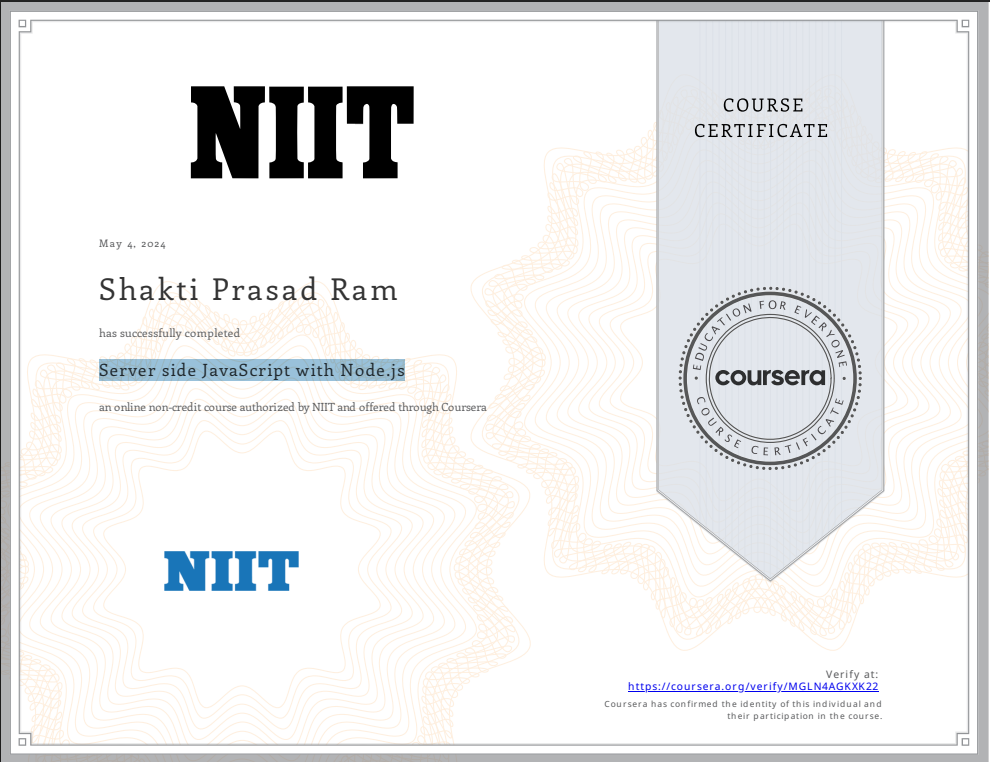 NIIT
May 4, 2024
Shakti Prasad Ram
has successfully completed
Server side JavaScript with Node.js
an online non-credit course authorized by NIIT and offered through Coursera
NIIT
COURSE
CERTIFICATE
EDUCATION FOR EVERYONE
coursera
COURSE CERTIFICATE
Verify at:
https://coursera.org/verify/MGLN4AGKXK22
Coursera has confirmed the identity of this individual and
their participation in the course.